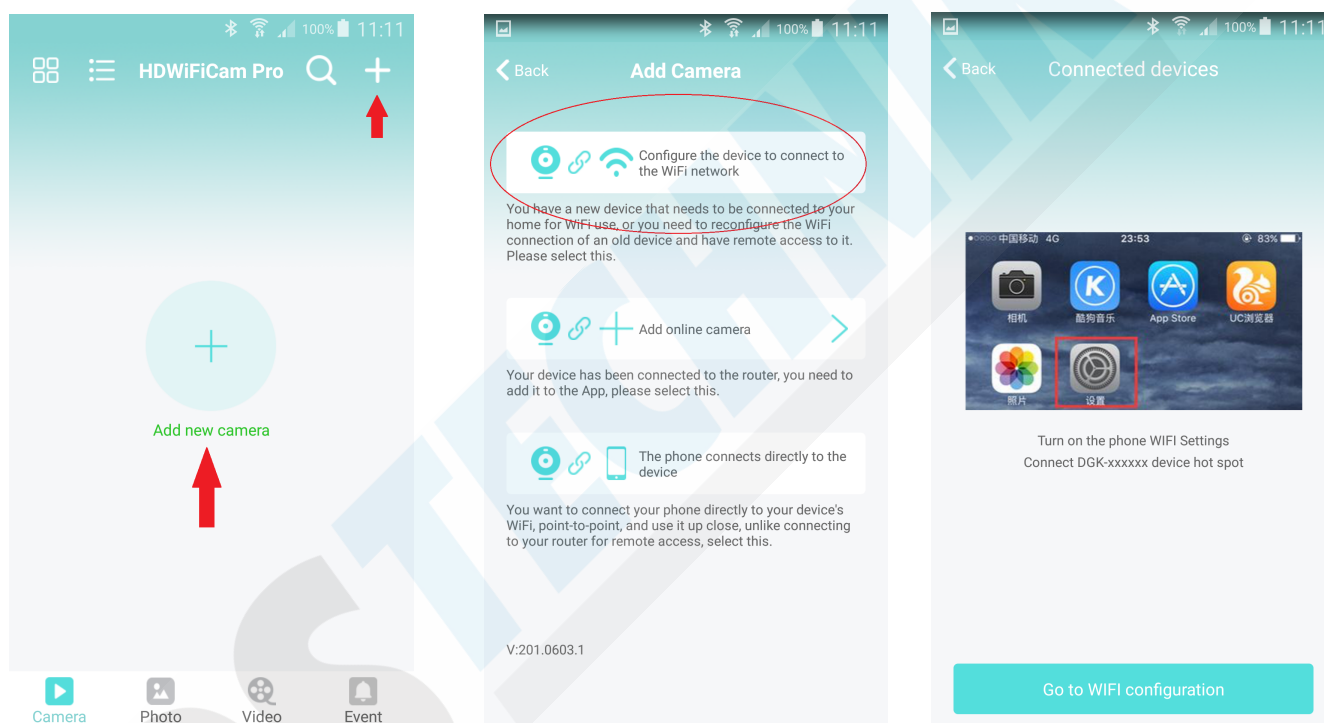 100% 11:11
HDWiFiCam Pro
Add new camera
Camera Photo Video Event
100% 11:11
Back Add Camera
Configure the device to connect to
the WiFi network
You have a new device that needs to be connected to your
home for WiFi use, or you need to reconfigure the WiFi
connection of an old device and have remote access to it.
Please select this.
Add online camera
Your device has been connected to the router, you need to
add it to the App, please select this.
The phone connects directly to the
device
You want to connect your phone directly to your device's
WiFi, point-to-point, and use it up close, unlike connecting
to your router for remote access, select this.
V:201.0603.1
100% 11:11
Back Connected devices
中国移动 4G 23:53 83%
相机 酷狗音乐 App Store UC浏览器
照片 设置
Turn on the phone WIFI Settings
Connect DGK-xxxxxx device hot spot
Go to WIFI configuration